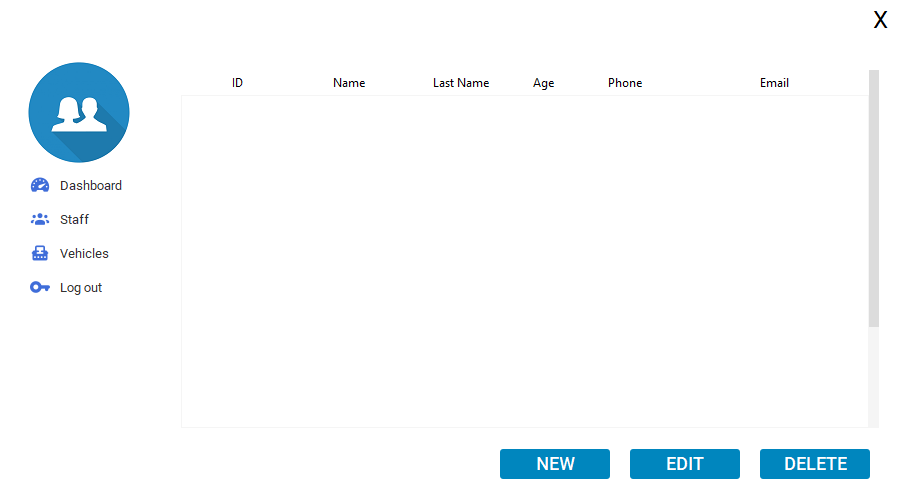 X
ID Name Last Name Age Phone Email
Dashboard
Staff
Vehicles
Log out
NEW EDIT DELETE